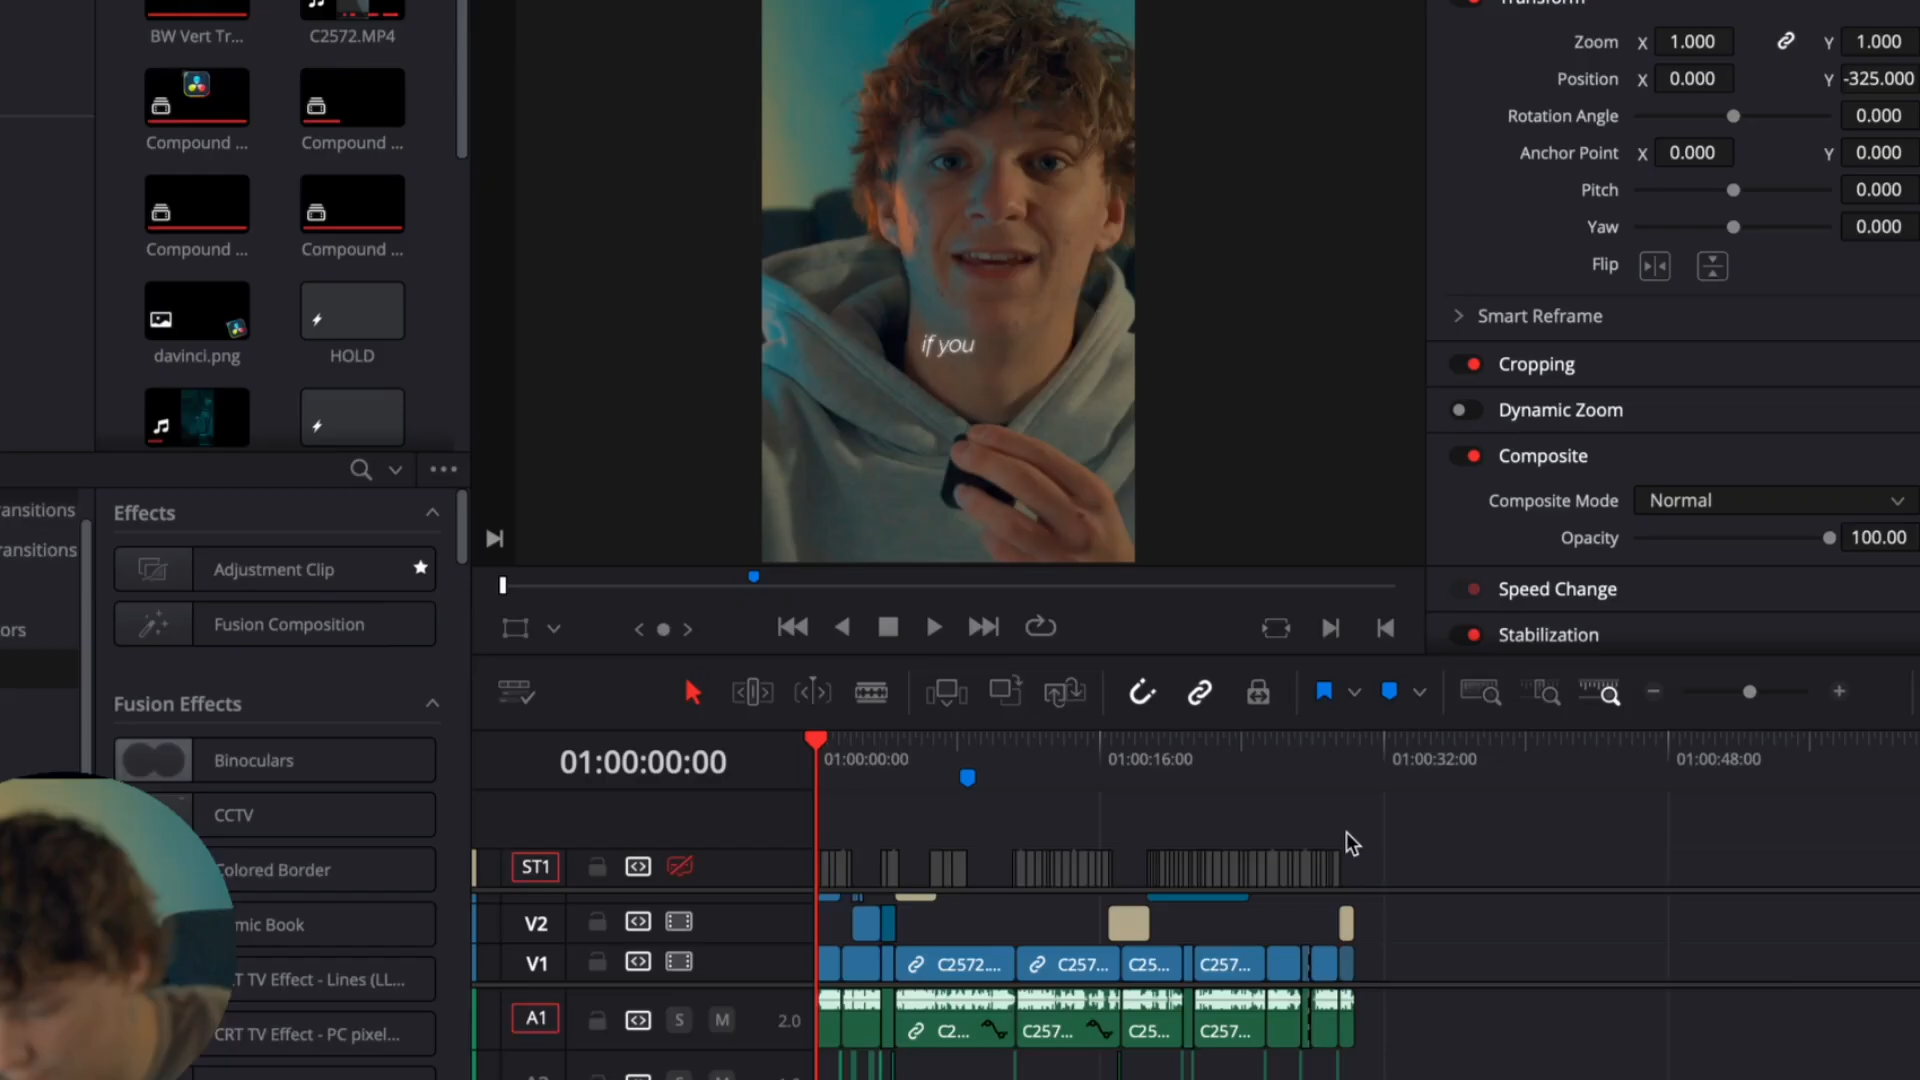 Transform
BW Vert Tr...
C2572.MP4
Zoom X 1.000 Y 1.000
Position X 0.000 Y -325.000
Rotation Angle 0.000
Compound ...
Compound ...
Anchor Point X 0.000 Y 0.000
Pitch 0.000
Yaw 0.000
Compound ...
Compound ...
Flip
Smart Reframe
if you
davinci.png
HOLD
Cropping
Dynamic Zoom
Composite
Composite Mode Normal
Opacity 100.00
ansitions
ransitions
ors
Effects
Adjustment Clip
Fusion Composition
Speed Change
Stabilization
Fusion Effects
Binoculars
CCTV
Colored Border
mic Book
T TV Effect - Lines (LL...
CRT TV Effect - PC pixel...
01:00:00:00
01:00:00:00
01:00:16:00
01:00:32:00
01:00:48:00
ST1
V2
V1
C2572....
C257...
C25...
C257...
A1
S
M
2.0
C2...
C257...
C25...
C257...